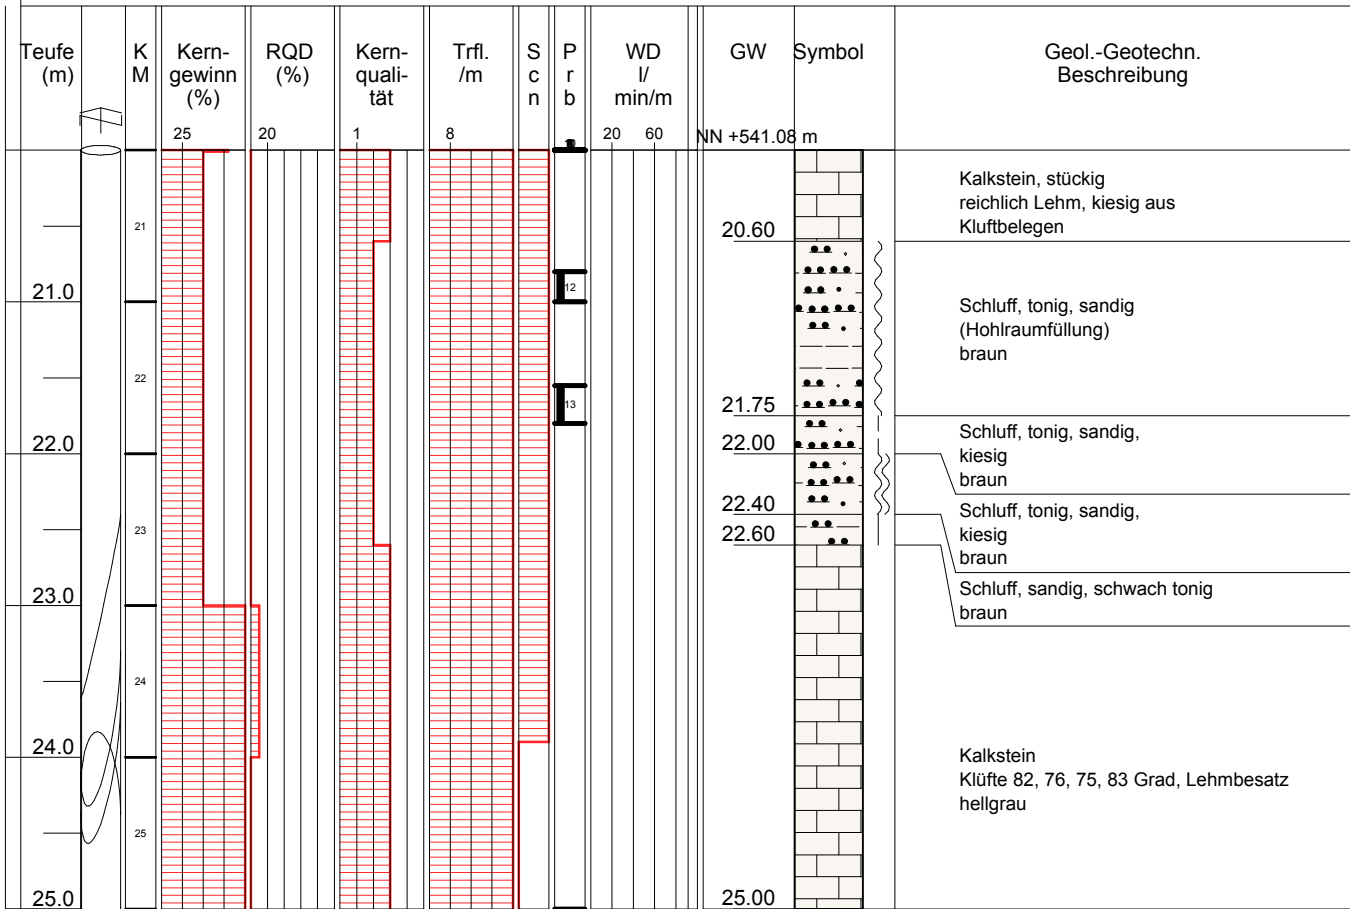 Teufe
(m)
K
M
Kern-
gewinn
(%)
RQD
(%)
Kern-
quali-
tät
Trfl.
/m
S
c
n
P
r
b
WD
l/
min/m
GW
Symbol
Geol.-Geotechn.
Beschreibung
25
20
1
8
20
60
NN +541.08 m
Kalkstein, stückig
reichlich Lehm, kiesig aus
Kluftbelegen
21
20.60
12
21.0
Schluff, tonig, sandig
(Hohlraumfüllung)
braun
22
13
21.75
22.0
22.00
Schluff, tonig, sandig,
kiesig
braun
22.40
23
22.60
Schluff, tonig, sandig,
kiesig
braun
23.0
Schluff, sandig, schwach tonig
braun
24
24.0
Kalkstein
Klüfte 82, 76, 75, 83 Grad, Lehmbesatz
hellgrau
25
25.0
25.00